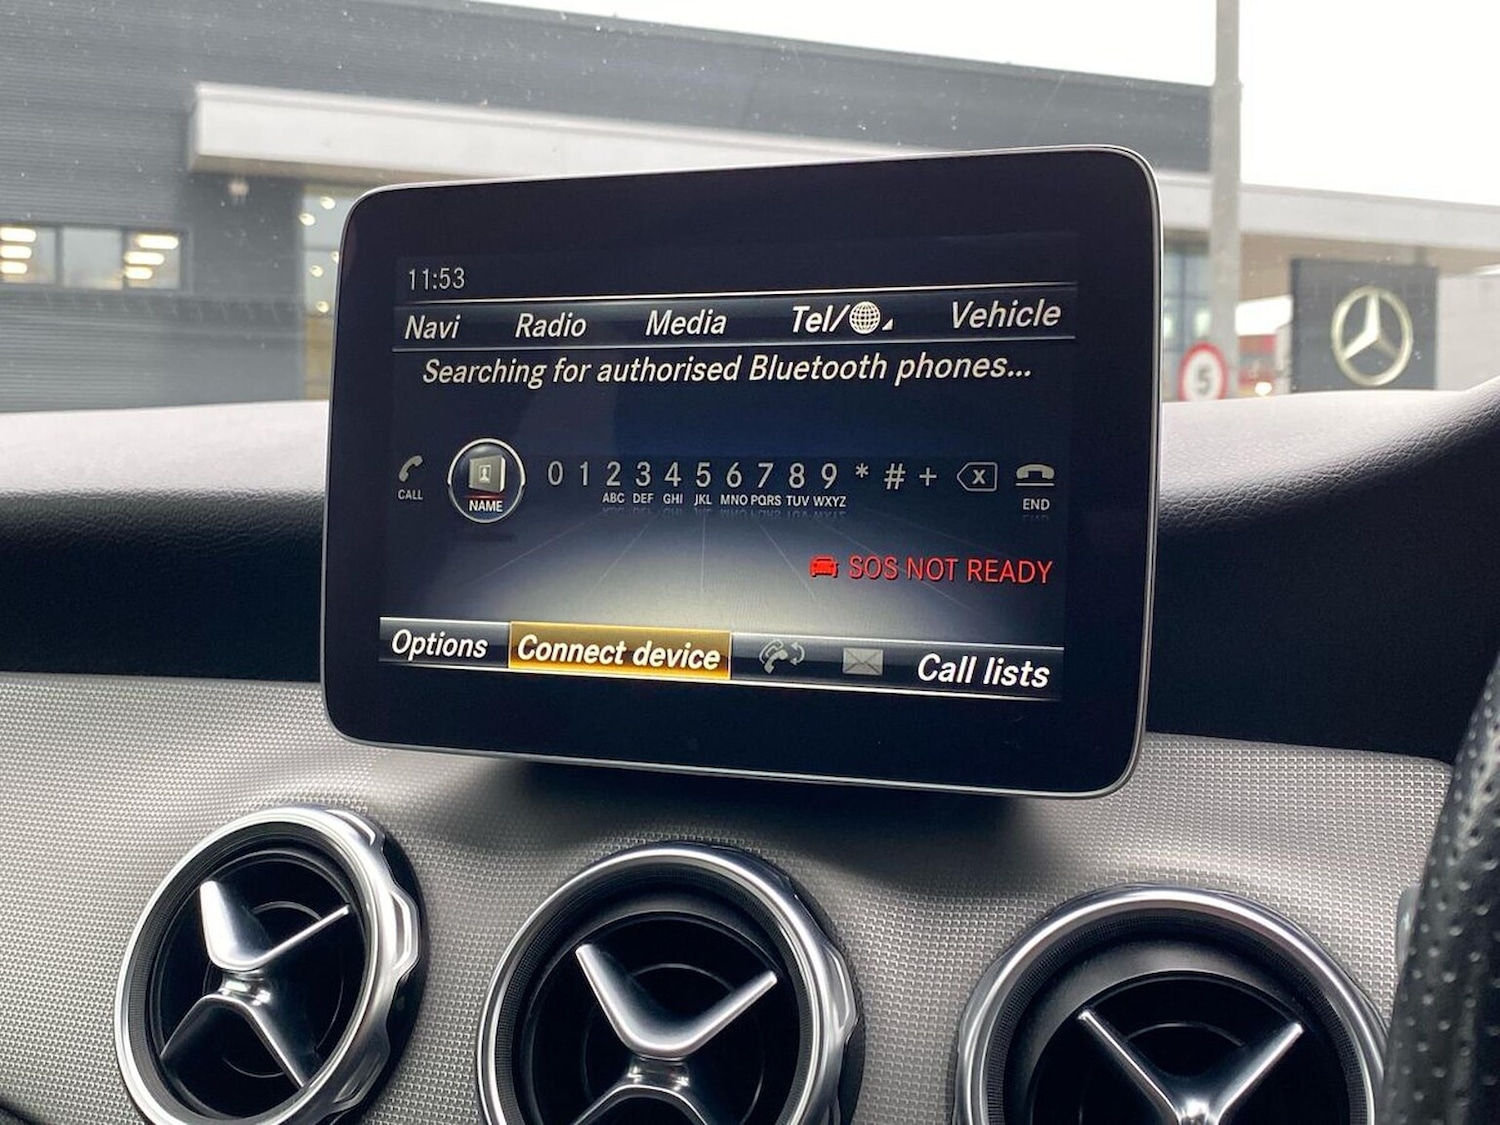 11:53
Navi Radio Media Tel/ Vehicle
Searching for authorised Bluetooth phones...
0 1 2 3 4 5 6 7 8 9 * # +
CALL NAME ABC DEF GHI JKL MNO PQRS TUV WXYZ END
SOS NOT READY
Options Connect device Call lists
5